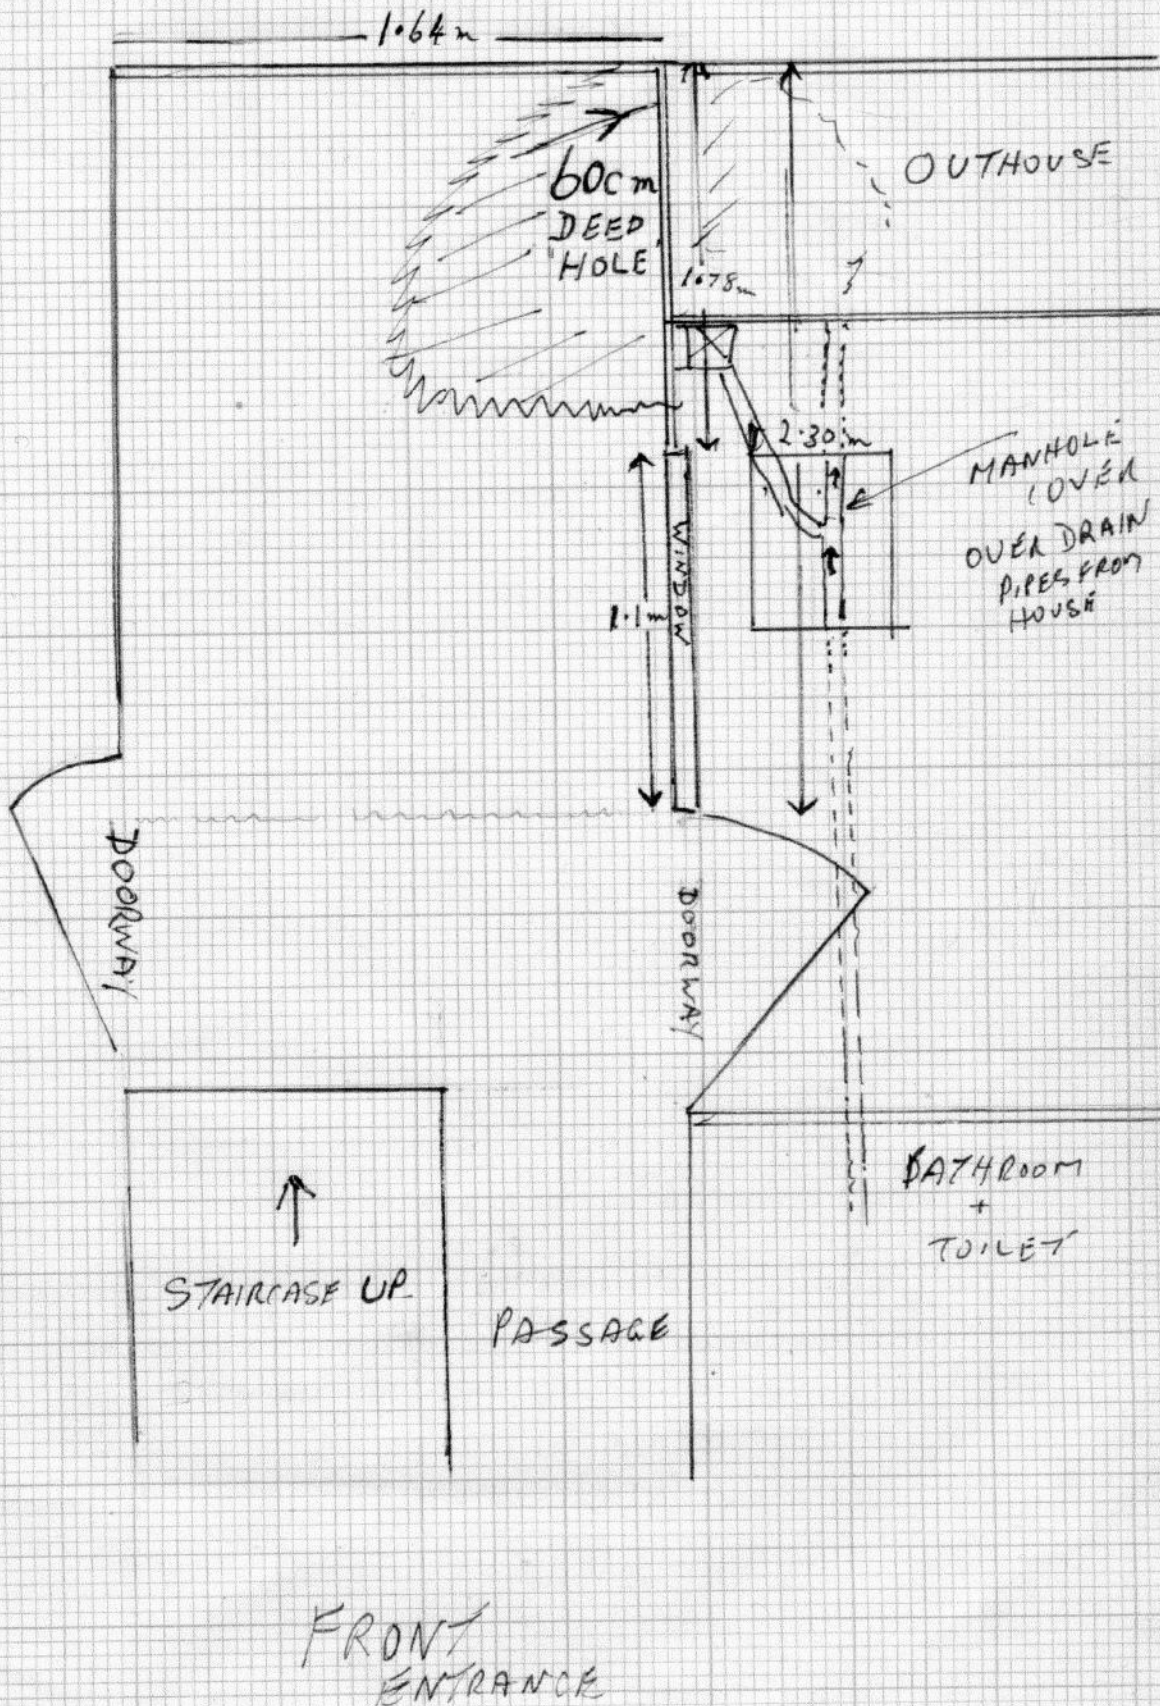 1.64m
OUTHOUSE
60cm
DEED
HOLE
1.78m
2.30m
MANHOLE
COVER
OVER DRAIN
PIPES FROM
HOUSE
WINDOW
1.1m
DOORWAY
DOORWAY
BATHROOM
+
TOILET
STAIRCASE UP
PASSAGE
FRONT
ENTRANCE